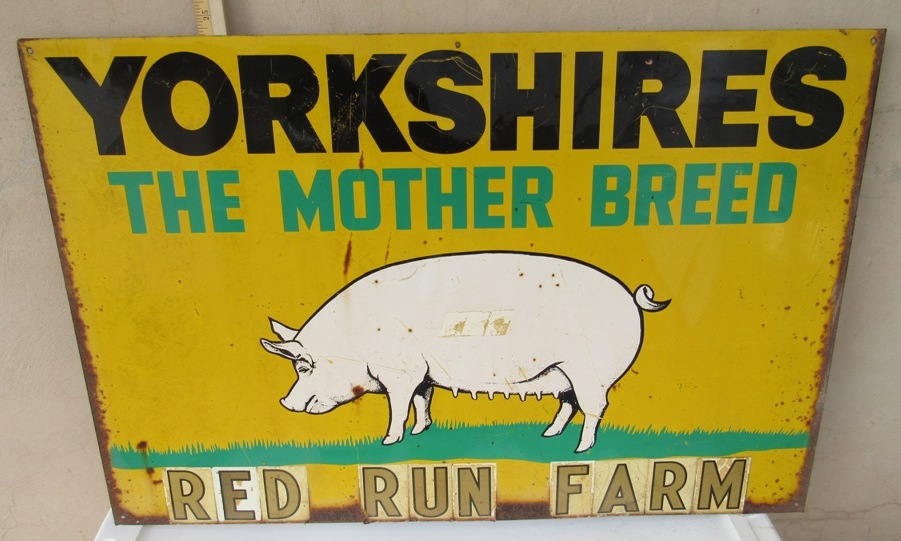 YORKSHIRES
THE MOTHER BREED
RED RUN FARM